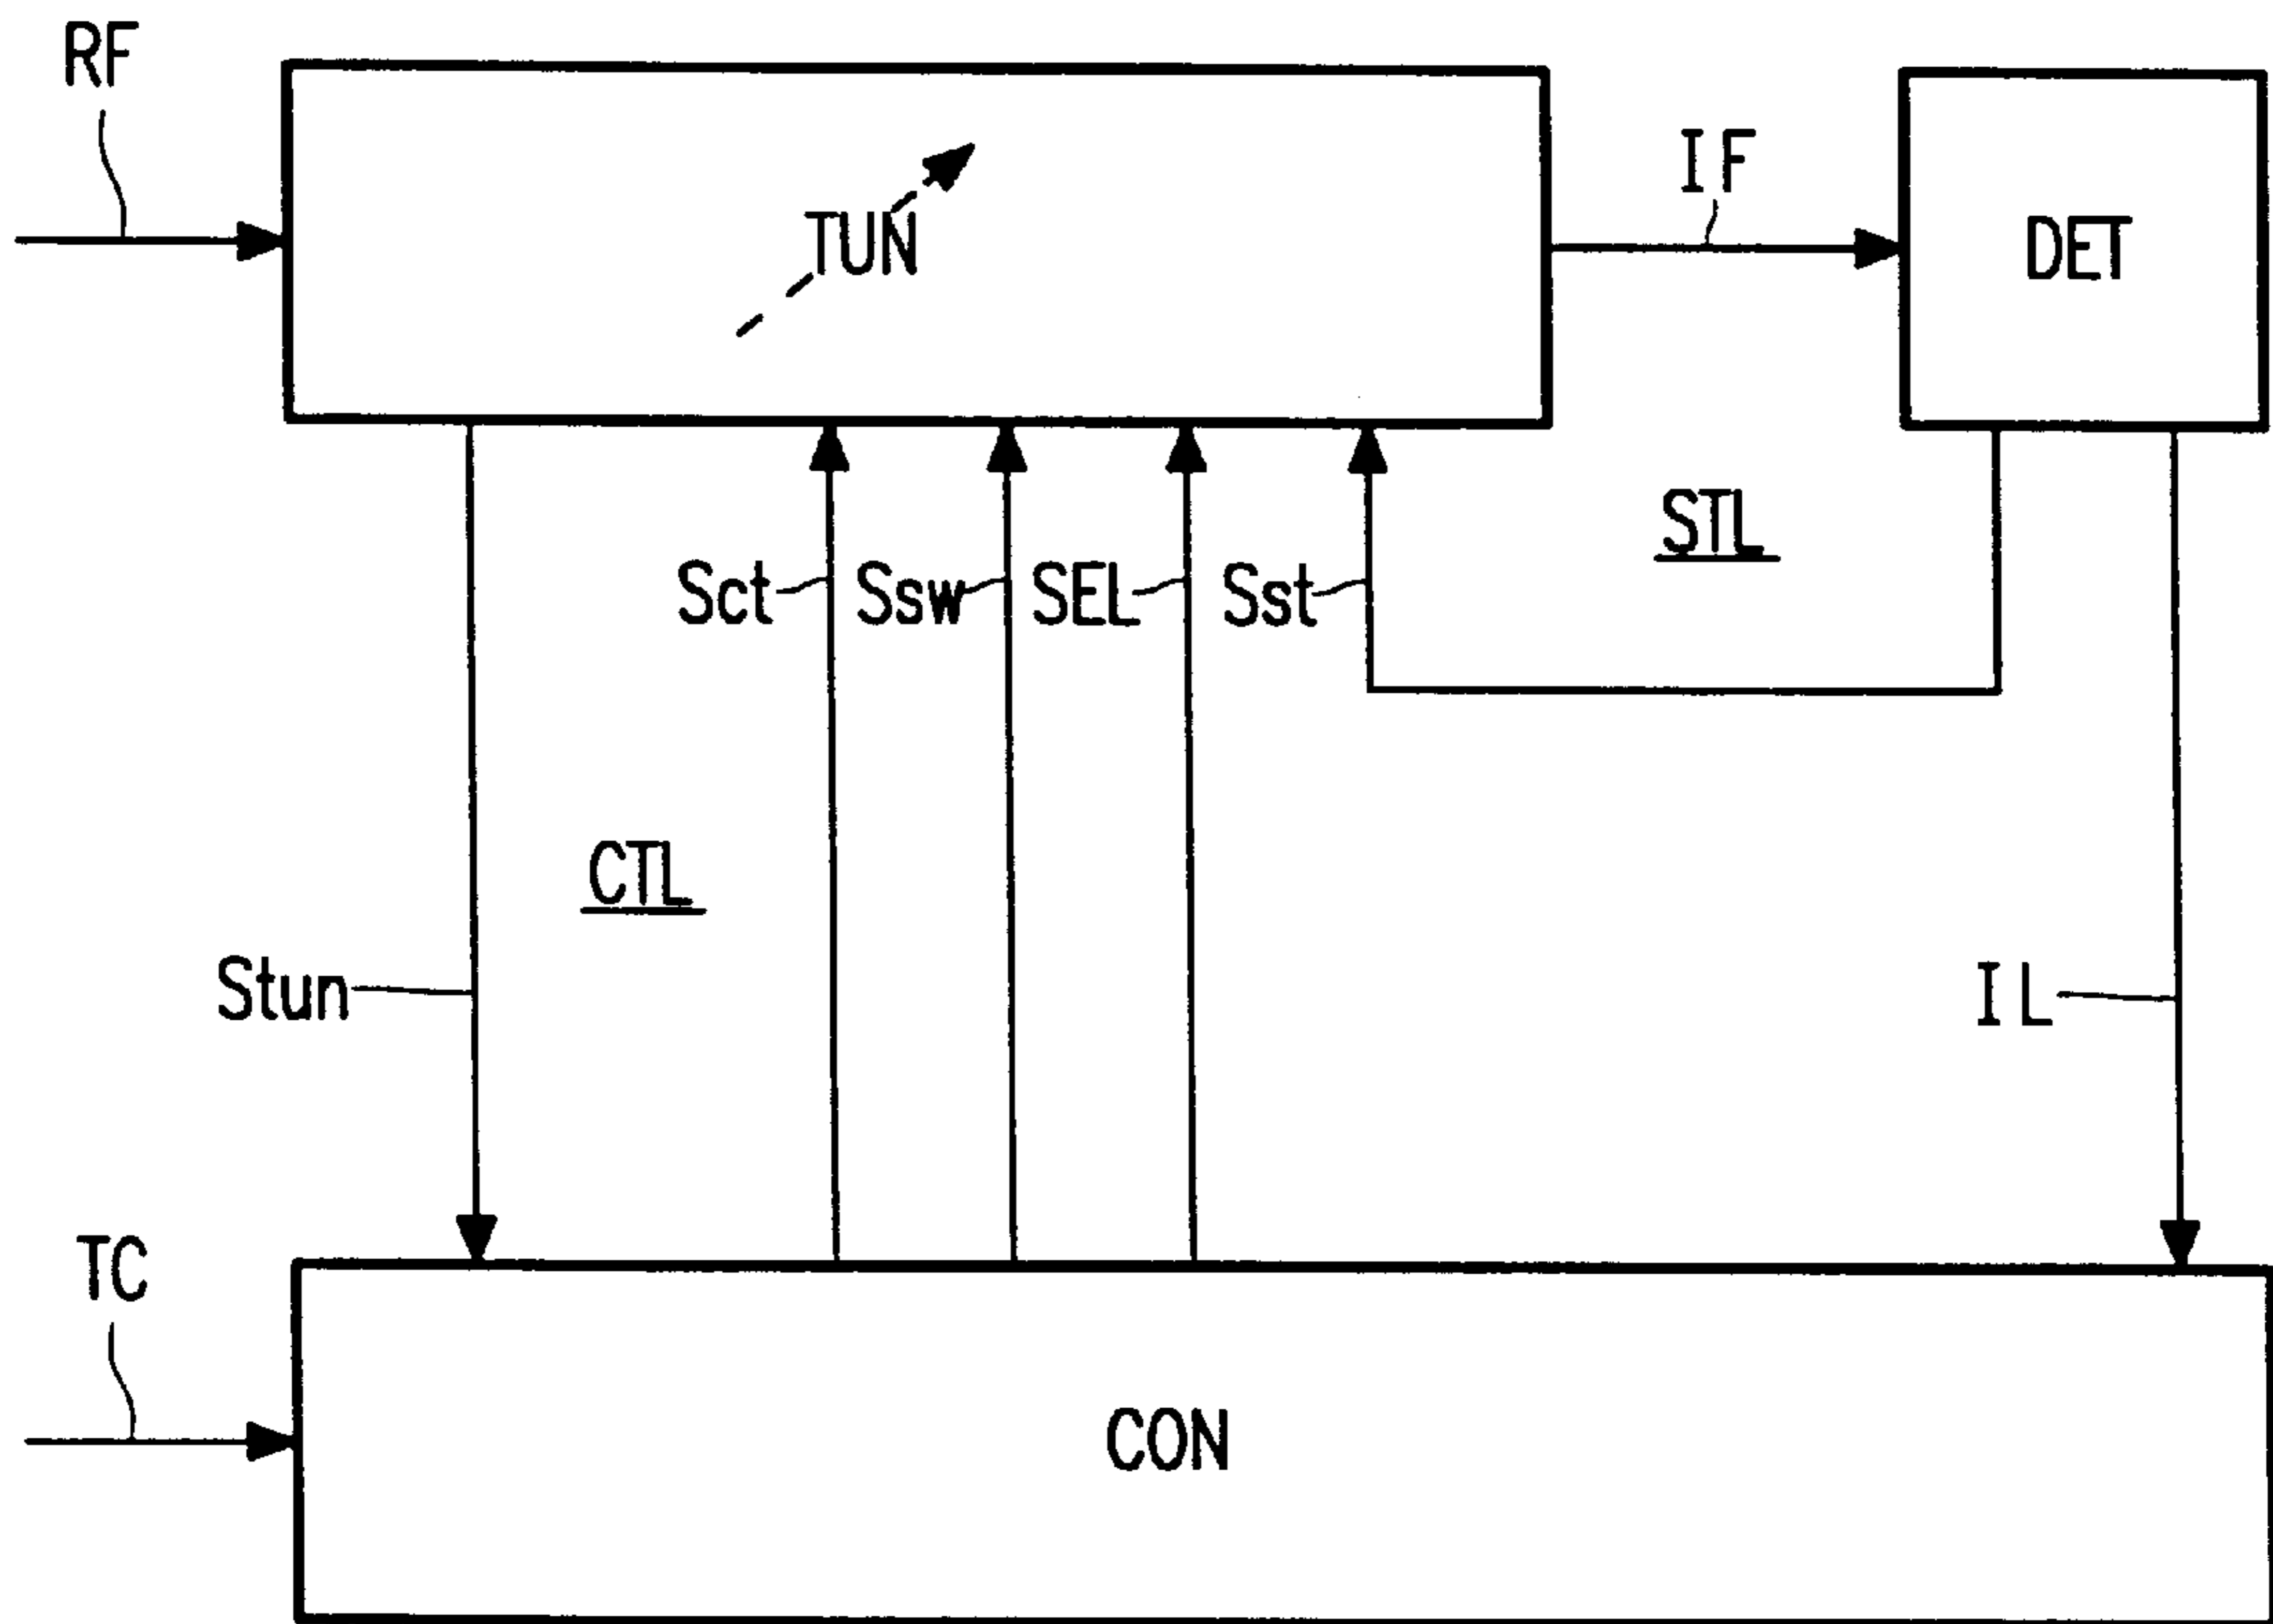 RF
TUN
IF
DET
STL
Sct
Ssw
SEL
Sst
CTL
Stun
IL
TC
CON